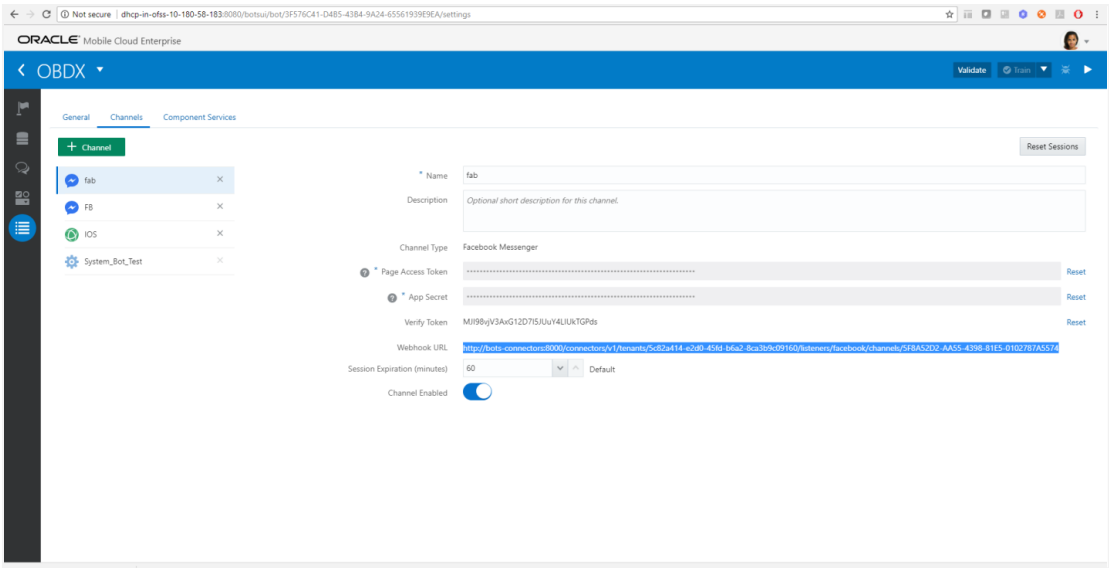 Not secure | dhcp-in-ofss-10-180-58-183:8080/botsui/bot/3F576C41-D4B5-43B4-9A24-65561939E9EA/settings
ORACLE Mobile Cloud Enterprise
OBDX
Validate
Train
General Channels Component Services
+ Channel
Reset Sessions
fab
FB
IOS
System_Bot_Test
* Name fab
Description Optional short description for this channel.
Channel Type Facebook Messenger
* Page Access Token Reset
* App Secret Reset
Verify Token MJI98vjV3AxG12D7I5JUuY4LIUkTGPds Reset
Webhook URL http://bots-connectors:8000/connectors/v1/tenants/5c82a414-e2d0-45fd-b6a2-8ca3b9c09160/listeners/facebook/channels/5F8A52D2-AA55-4398-81E5-0102787A5574
Session Expiration (minutes) 60 Default
Channel Enabled